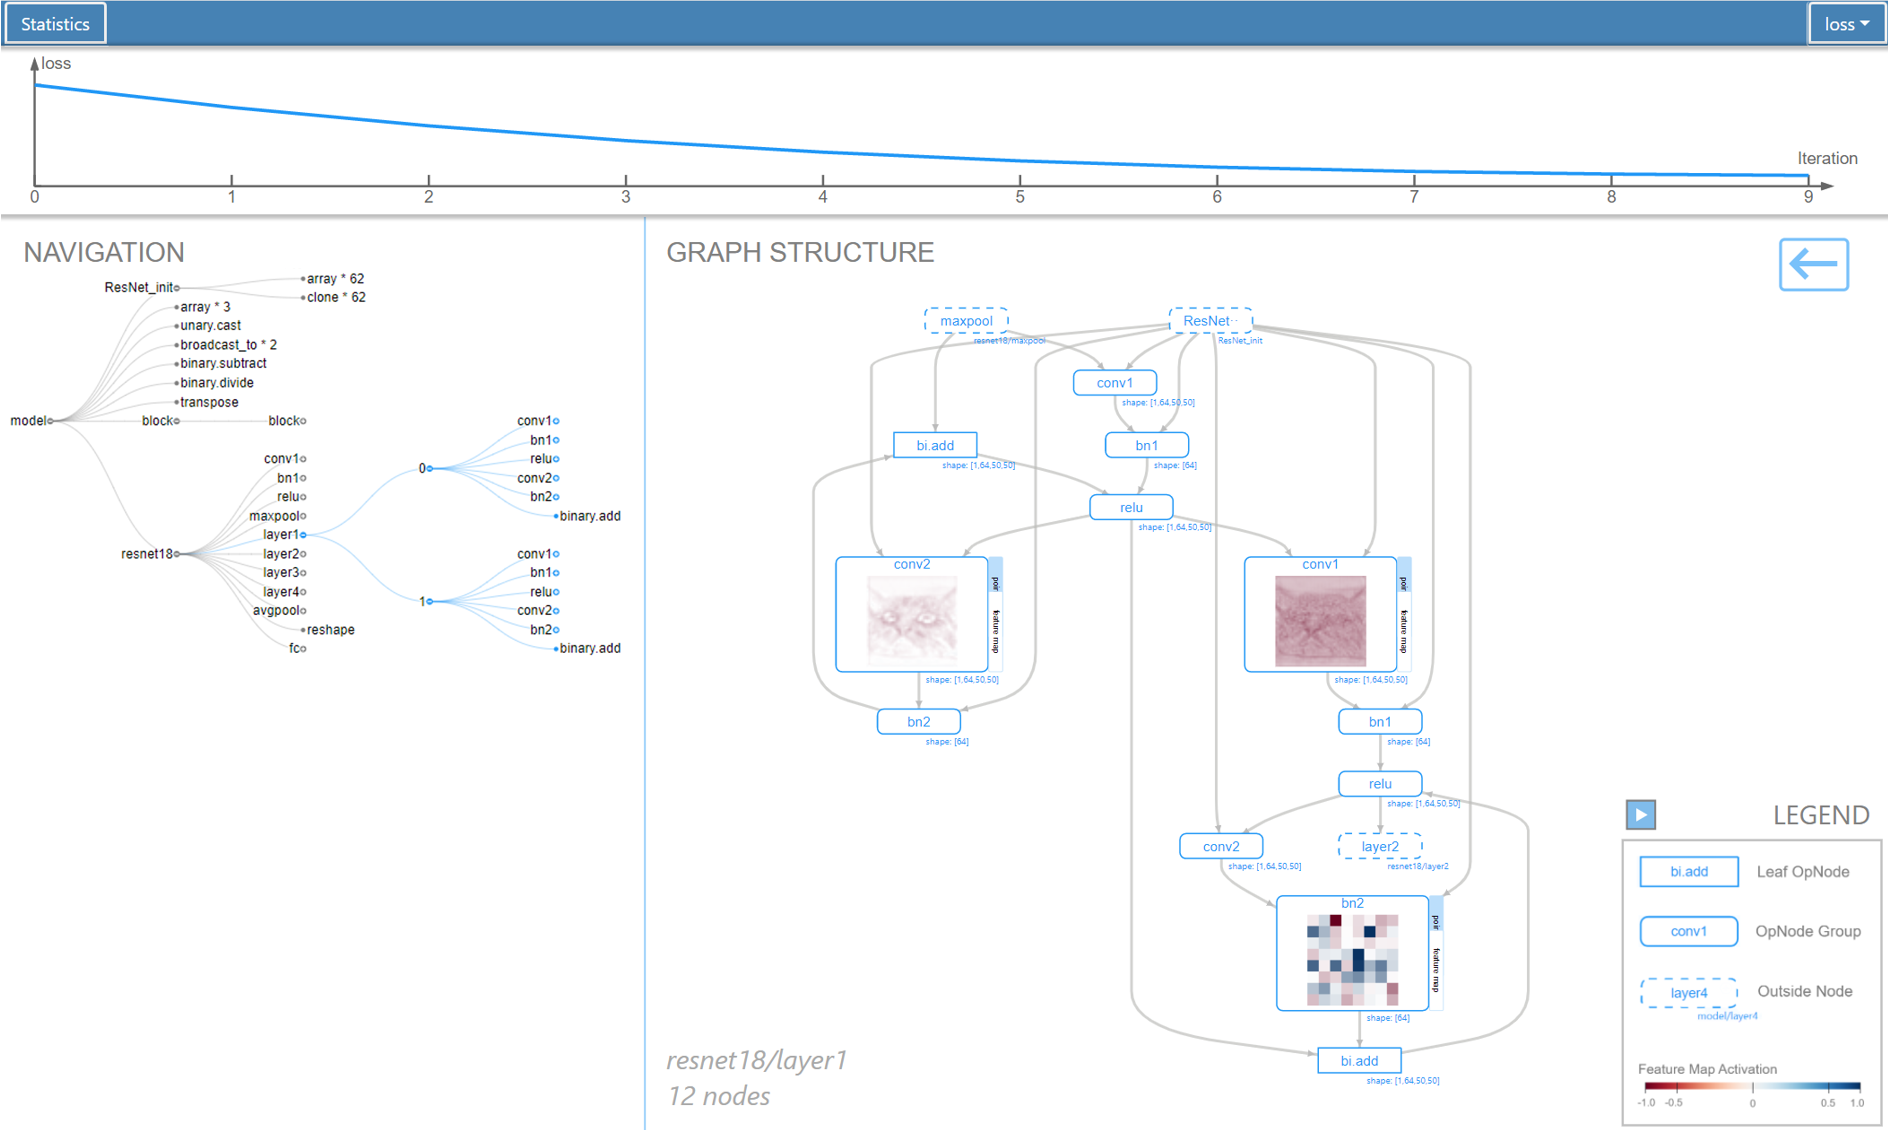 Statistics
loss
loss
Iteration
0 1 2 3 4 5 6 7 8 9
NAVIGATION
ResNet_init
array * 62
clone * 62
array * 3
unary.cast
broadcast_to * 2
binary.subtract
binary.divide
transpose
model
block
block
conv1
bn1
relu
maxpool
layer1
resnet18
layer2
layer3
layer4
avgpool
reshape
fc
0
conv1
bn1
relu
conv2
bn2
binary.add
1
conv1
bn1
relu
conv2
bn2
binary.add
GRAPH STRUCTURE
maxpool
resnet18/maxpool
ResNet··
ResNet_init
conv1
shape: [1,64,50,50]
bi.add
shape: [1,64,50,50]
bn1
shape: [64]
relu
shape: [1,64,50,50]
conv2
poir
feature map
shape: [1,64,50,50]
conv1
poir
feature map
shape: [1,64,50,50]
bn2
shape: [64]
bn1
shape: [64]
relu
shape: [1,64,50,50]
conv2
shape: [1,64,50,50]
layer2
resnet18/layer2
bn2
poir
feature map
shape: [64]
bi.add
shape: [1,64,50,50]
resnet18/layer1
12 nodes
LEGEND
bi.add Leaf OpNode
conv1 OpNode Group
layer4 Outside Node
model/layer4
Feature Map Activation
-1.0 -0.5 0 0.5 1.0